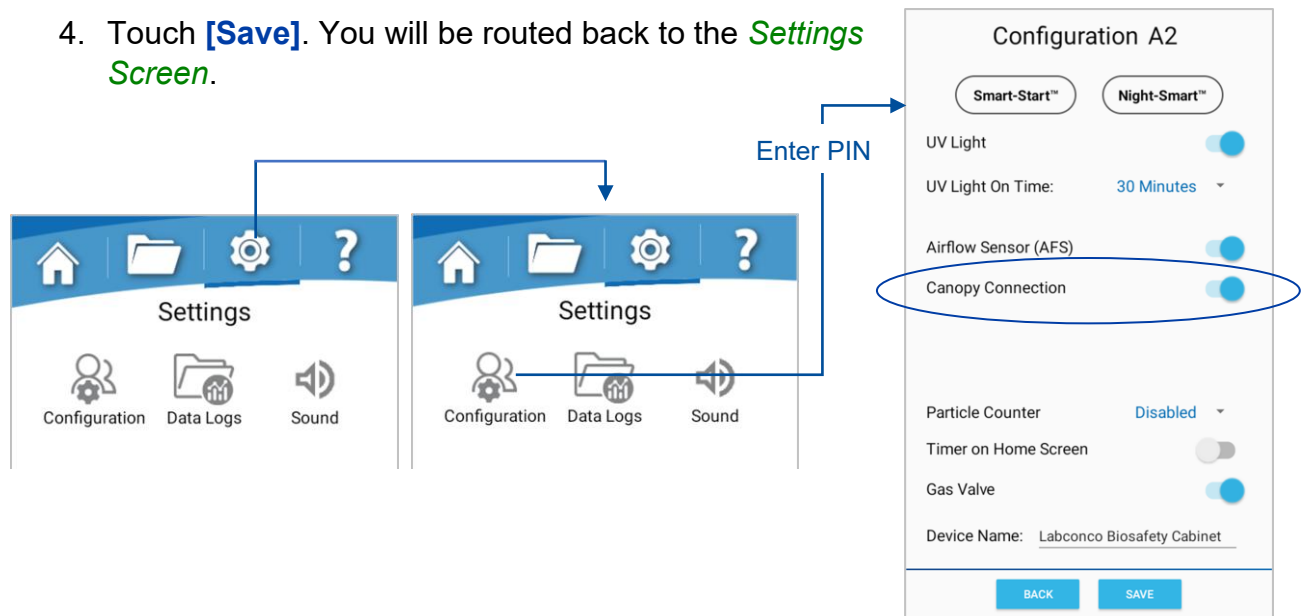 4. Touch [Save]. You will be routed back to the Settings
Screen.
Enter PIN
?
Settings
Configuration
Data Logs
Sound
?
Settings
Configuration
Data Logs
Sound
Configuration A2
Smart-Start™
Night-Smart™
UV Light
UV Light On Time: 30 Minutes
Airflow Sensor (AFS)
Canopy Connection
Particle Counter Disabled
Timer on Home Screen
Gas Valve
Device Name: Labconco Biosafety Cabinet
BACK
SAVE